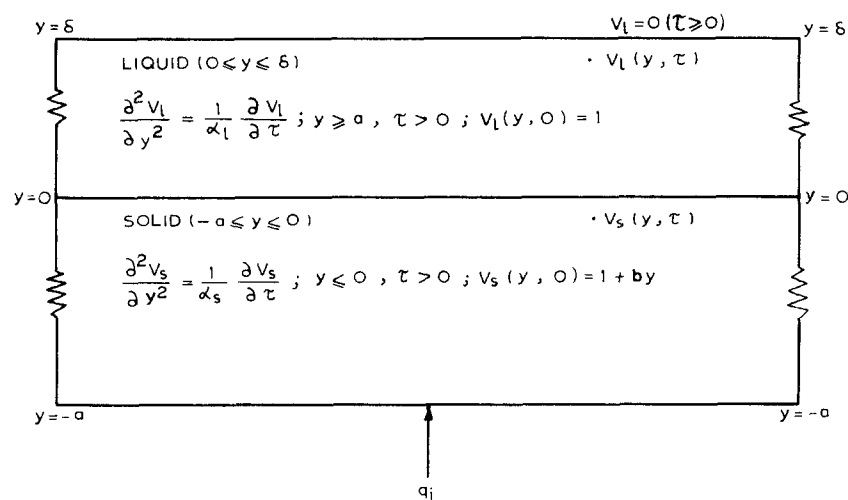 y = δ
V_l = 0 (τ ⩾ 0)
y = δ
LIQUID (0 ⩽ y ⩽ δ)
· V_l (y, τ)
∂²V_l/∂y² = 1/α_l ∂V_l/∂τ ; y ⩾ a , τ > 0 ; V_l (y, 0) = 1
y = 0
y = 0
SOLID (-a ⩽ y ⩽ 0)
· V_s (y, τ)
∂²V_s/∂y² = 1/α_s ∂V_s/∂τ ; y ⩽ 0 , τ > 0 ; V_s (y, 0) = 1 + by
y = -a
y = -a
q_i